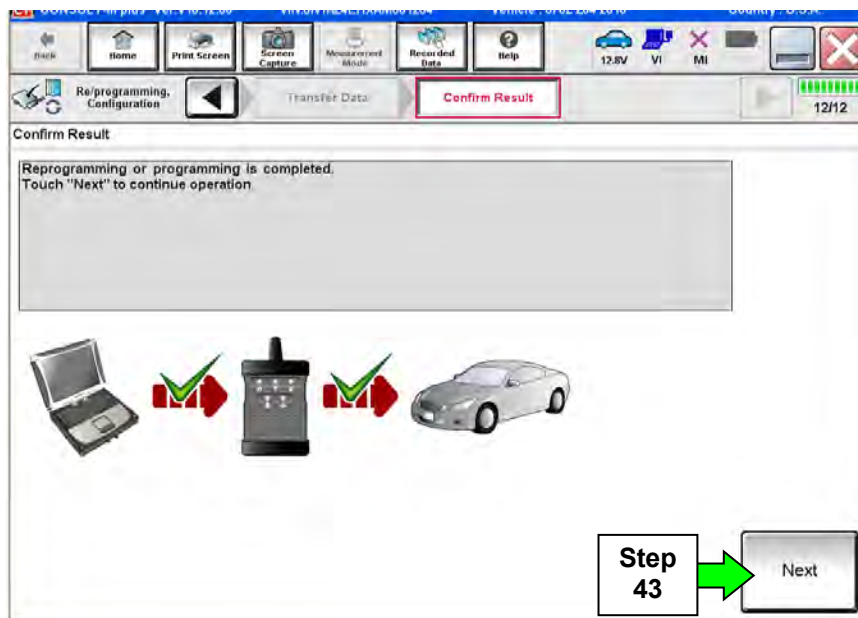 Back
Home
Print Screen
Screen
Capture
Measurement
Mode
Recorded
Data
Help
12.8V
VI
MI
Re/programming,
Configuration
Transfer Data
Confirm Result
12/12
Confirm Result
Reprogramming or programming is completed.
Touch "Next" to continue operation
Step
43
Next